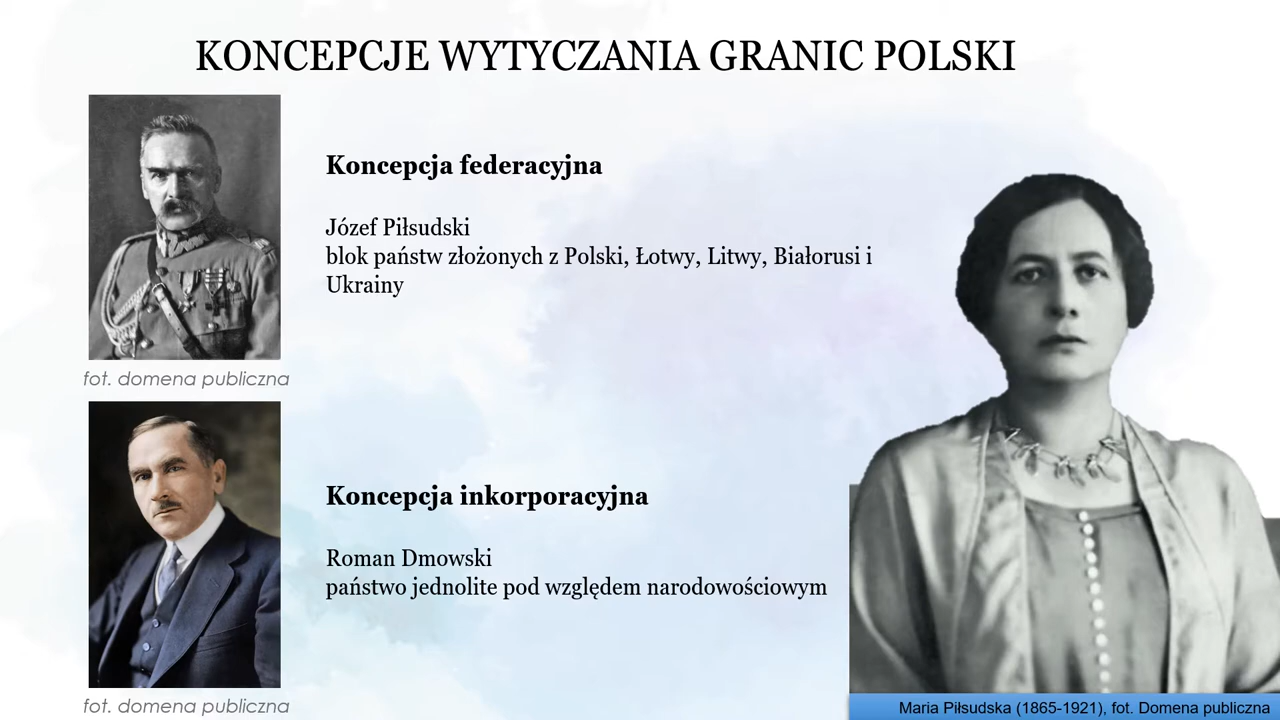 KONCEPCJE WYTYCZANIA GRANIC POLSKI
Koncepcja federacyjna
Józef Piłsudski
blok państw złożonych z Polski, Łotwy, Litwy, Białorusi i
Ukrainy
fot. domena publiczna
Koncepcja inkorporacyjna
Roman Dmowski
państwo jednolite pod względem narodowościowym
fot. domena publiczna
Maria Piłsudska (1865-1921), fot. Domena publiczna